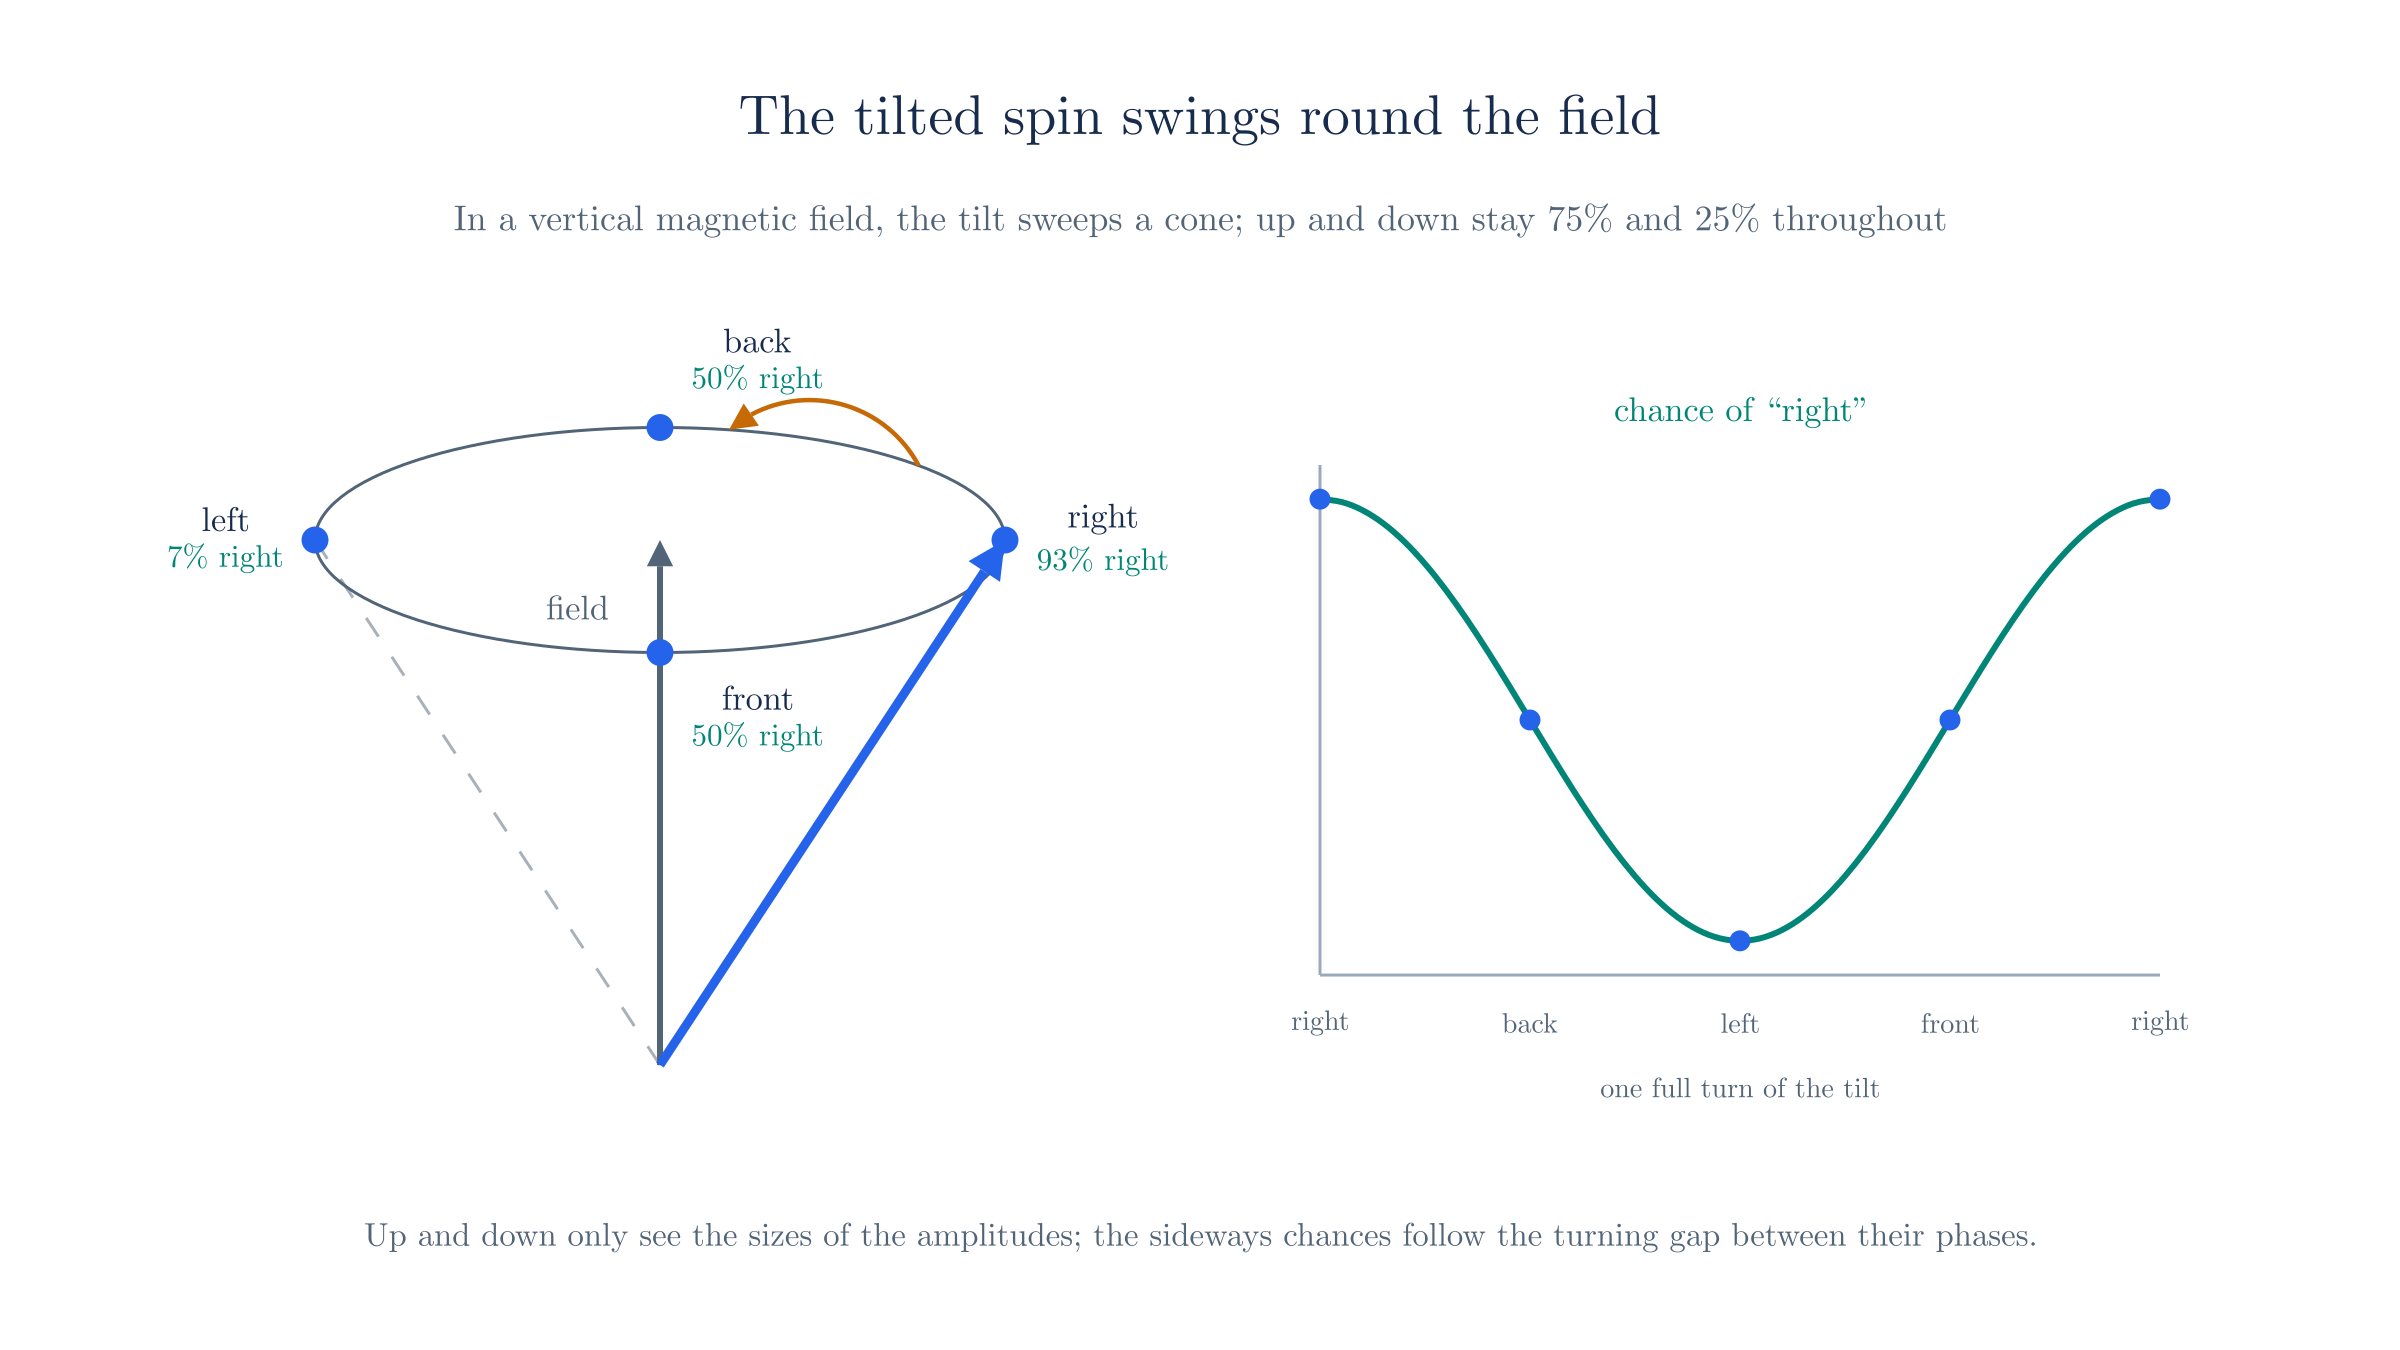 The tilted spin swings round the field
In a vertical magnetic field, the tilt sweeps a cone; up and down stay 75% and 25% throughout
back
50% right
left
7% right
right
93% right
field
front
50% right
chance of “right”
right
back
left
front
right
one full turn of the tilt
Up and down only see the sizes of the amplitudes; the sideways chances follow the turning gap between their phases.